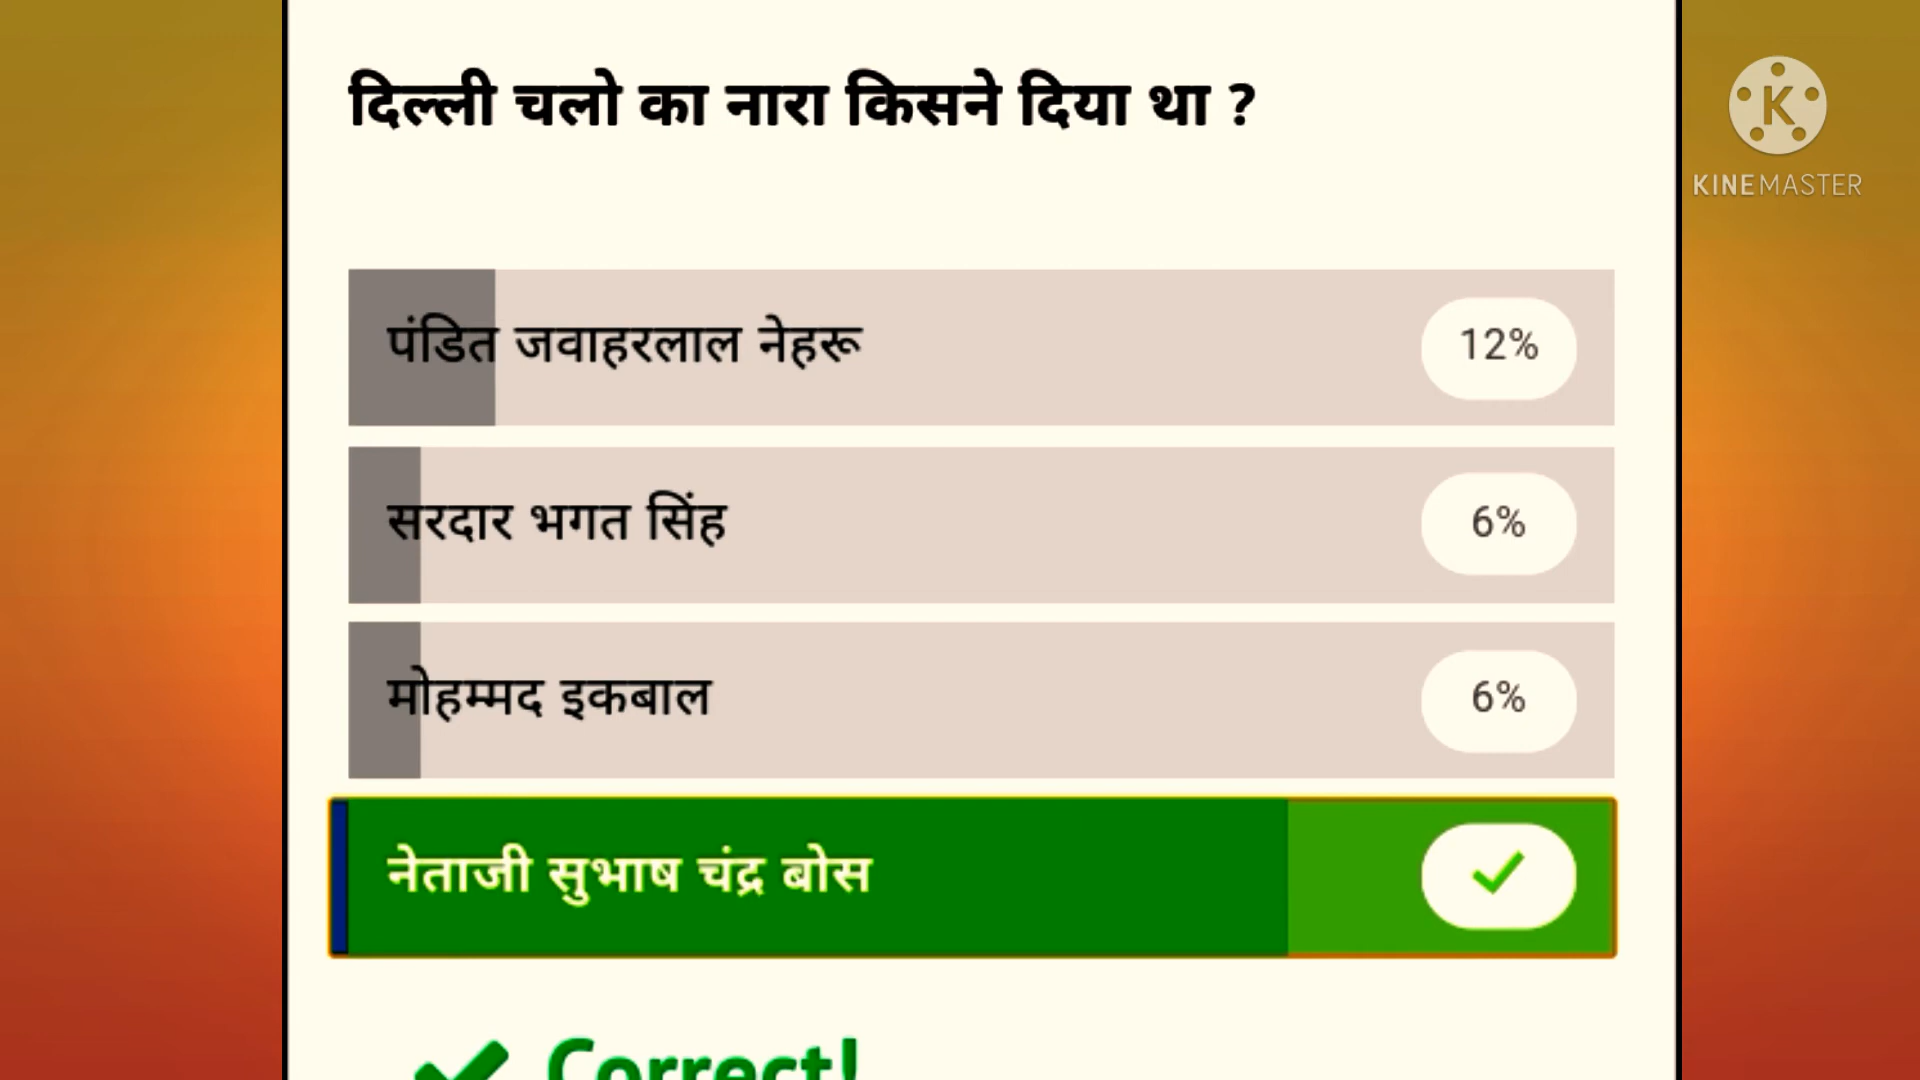 दिल्ली चलो का नारा किसने दिया था ?
K
KINEMASTER
पंडित जवाहरलाल नेहरू
12%
सरदार भगत सिंह
6%
मोहम्मद इकबाल
6%
नेताजी सुभाष चंद्र बोस
Correct!